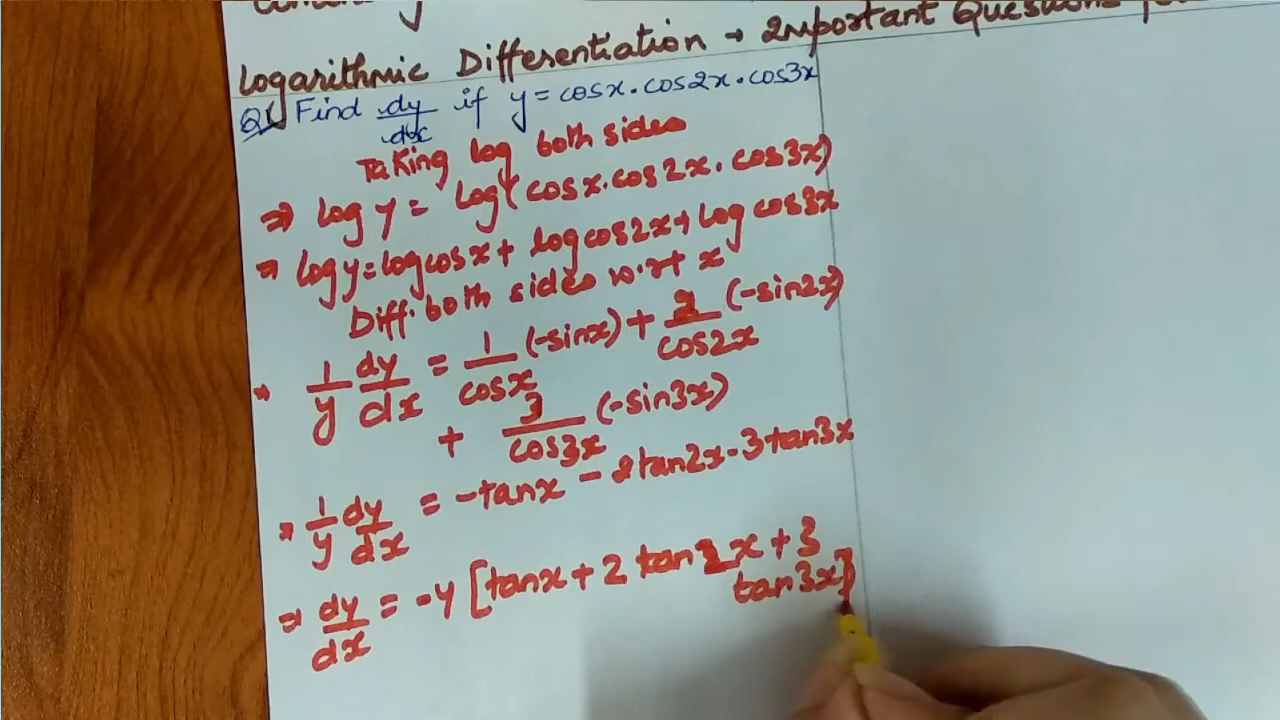 Logarithmic Differentiation → Important Questions
Q1 Find dy/dx if y = cosx . cos2x . cos3x
Taking log both sides
⇒ log y = log (cosx . cos2x . cos3x)
⇒ log y = log cosx + log cos2x + log cos3x
Diff. both sides w.r.t x
⇒ 1/y dy/dx = 1/cosx (-sinx) + 2/cos2x (-sin2x)
+ 3/cos3x (-sin3x)
⇒ 1/y dy/dx = -tanx - 2tan2x - 3tan3x
⇒ dy/dx = -y [tanx + 2 tan2x + 3
tan3x]